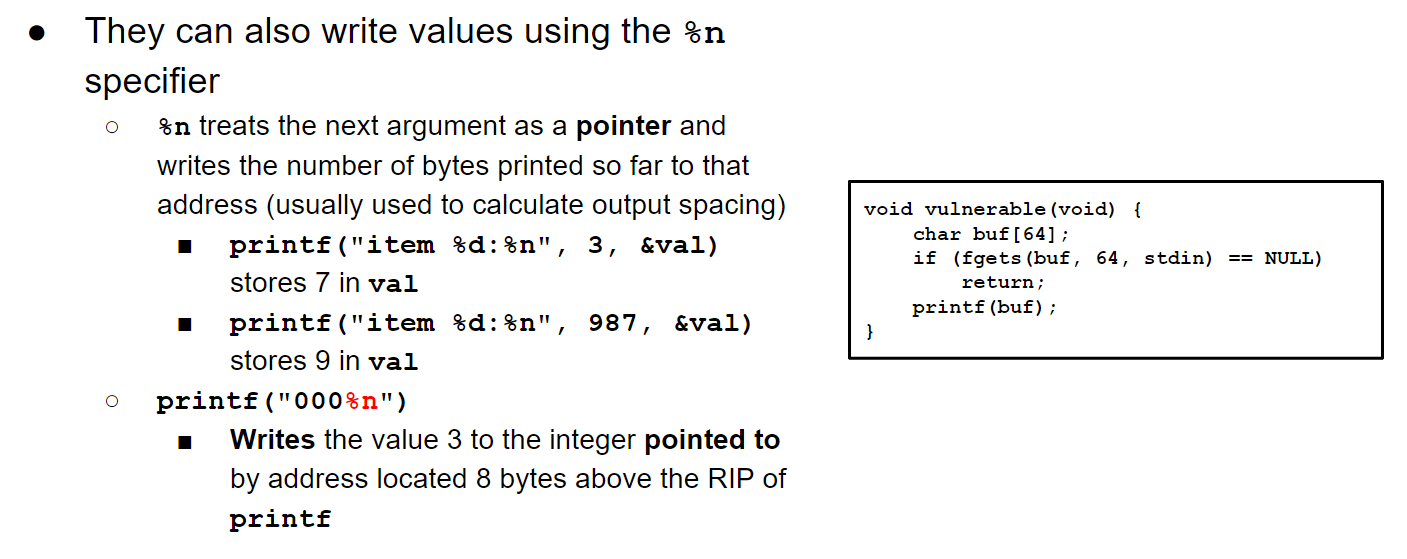 ● They can also write values using the %n
specifier
○ %n treats the next argument as a pointer and
writes the number of bytes printed so far to that
address (usually used to calculate output spacing)
■ printf("item %d:%n", 3, &val)
stores 7 in val
■ printf("item %d:%n", 987, &val)
stores 9 in val
○ printf("000%n")
■ Writes the value 3 to the integer pointed to
by address located 8 bytes above the RIP of
printf
void vulnerable(void) {
    char buf[64];
    if (fgets(buf, 64, stdin) == NULL)
        return;
    printf(buf);
}